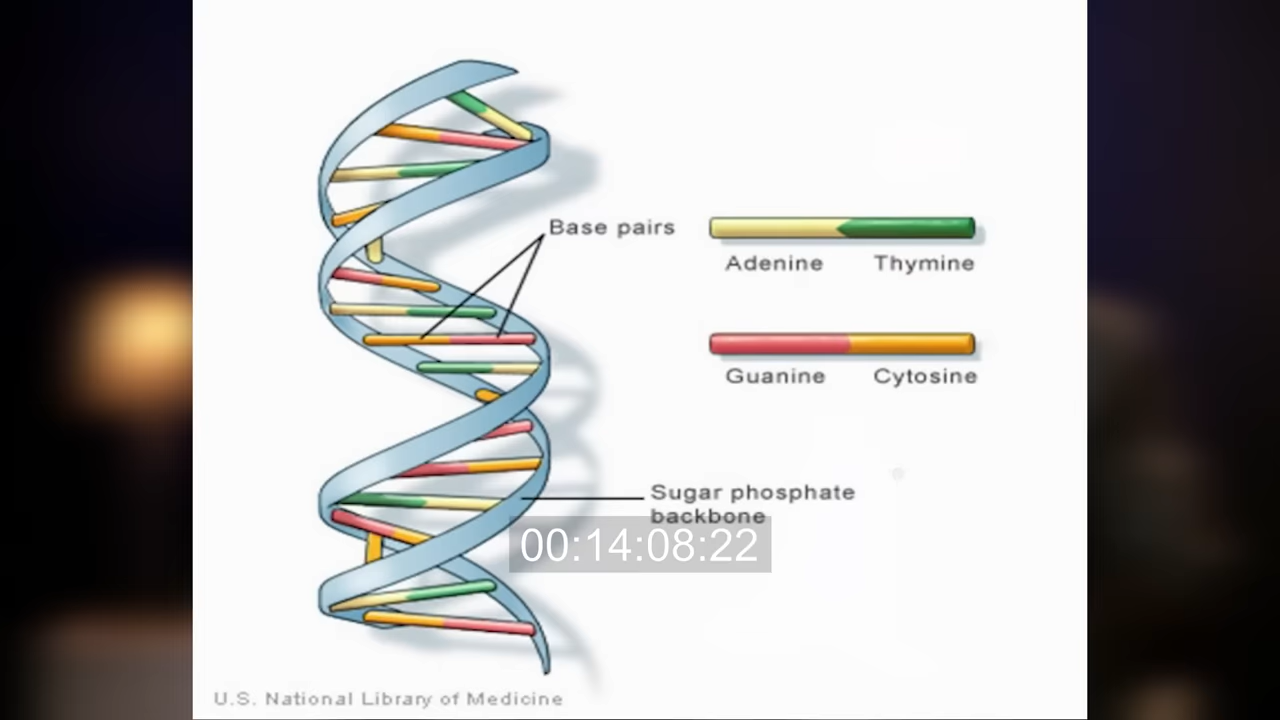 Base pairs
Adenine Thymine
Guanine Cytosine
Sugar phosphate
backbone
00:14:08:22
U.S. National Library of Medicine